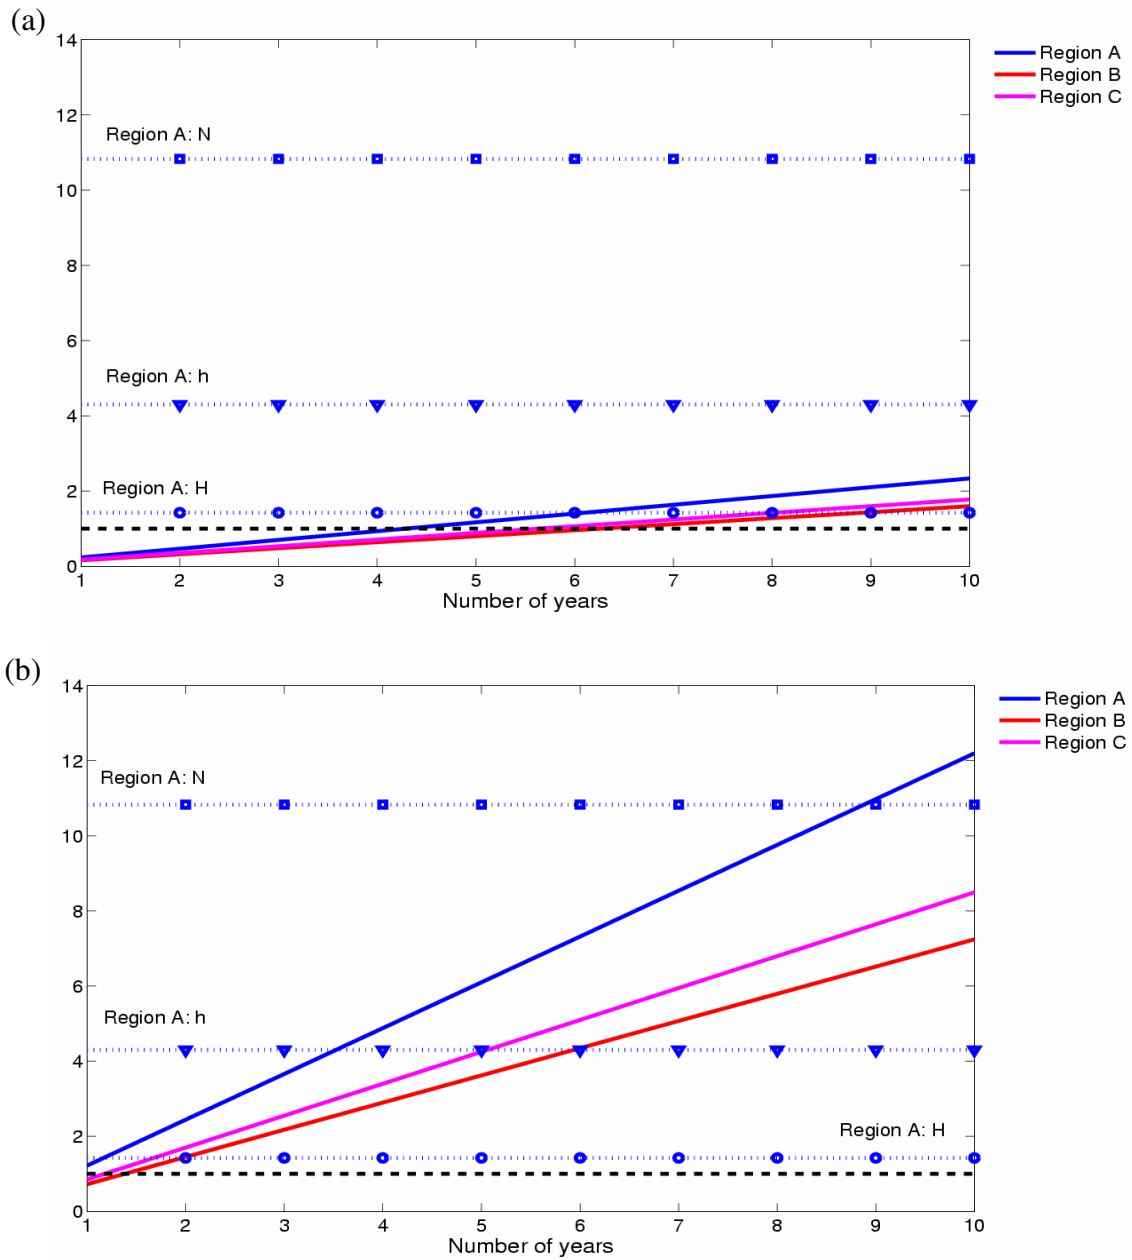 (a)
14
12
10
8
6
4
2
0
Region A: N
Region A: h
Region A: H
1 2 3 4 5 6 7 8 9 10
Number of years
Region A
Region B
Region C
(b)
14
12
10
8
6
4
2
0
Region A: N
Region A: h
Region A: H
1 2 3 4 5 6 7 8 9 10
Number of years
Region A
Region B
Region C